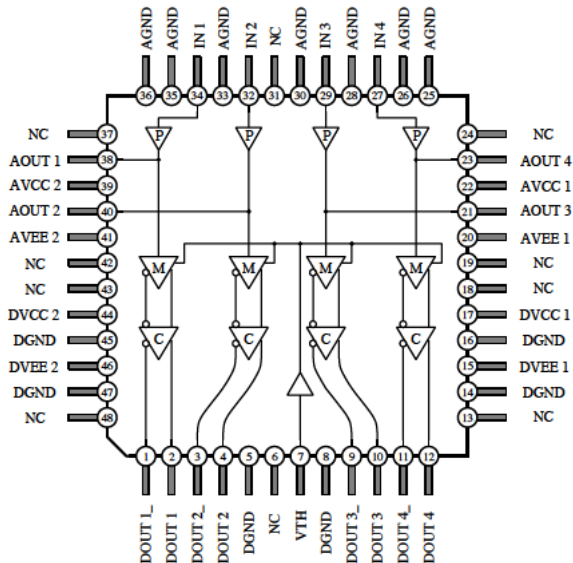 AGND
AGND
IN 1
AGND
IN 2
NC
AGND
IN 3
AGND
IN 4
AGND
AGND
36
35
34
33
32
31
30
29
28
27
26
25
NC 37
AOUT 1 38
AVCC 2 39
AOUT 2 40
AVEE 2 41
NC 42
NC 43
DVCC 2 44
DGND 45
DVEE 2 46
DGND 47
NC 48
P
P
P
P
M
M
M
M
C
C
C
C
24 NC
23 AOUT 4
22 AVCC 1
21 AOUT 3
20 AVEE 1
19 NC
18 NC
17 DVCC 1
16 DGND
15 DVEE 1
14 DGND
13 NC
1
2
3
4
5
6
7
8
9
10
11
12
DOUT 1_
DOUT 1
DOUT 2_
DOUT 2
DGND
NC
VTH
DGND
DOUT 3_
DOUT 3
DOUT 4_
DOUT 4